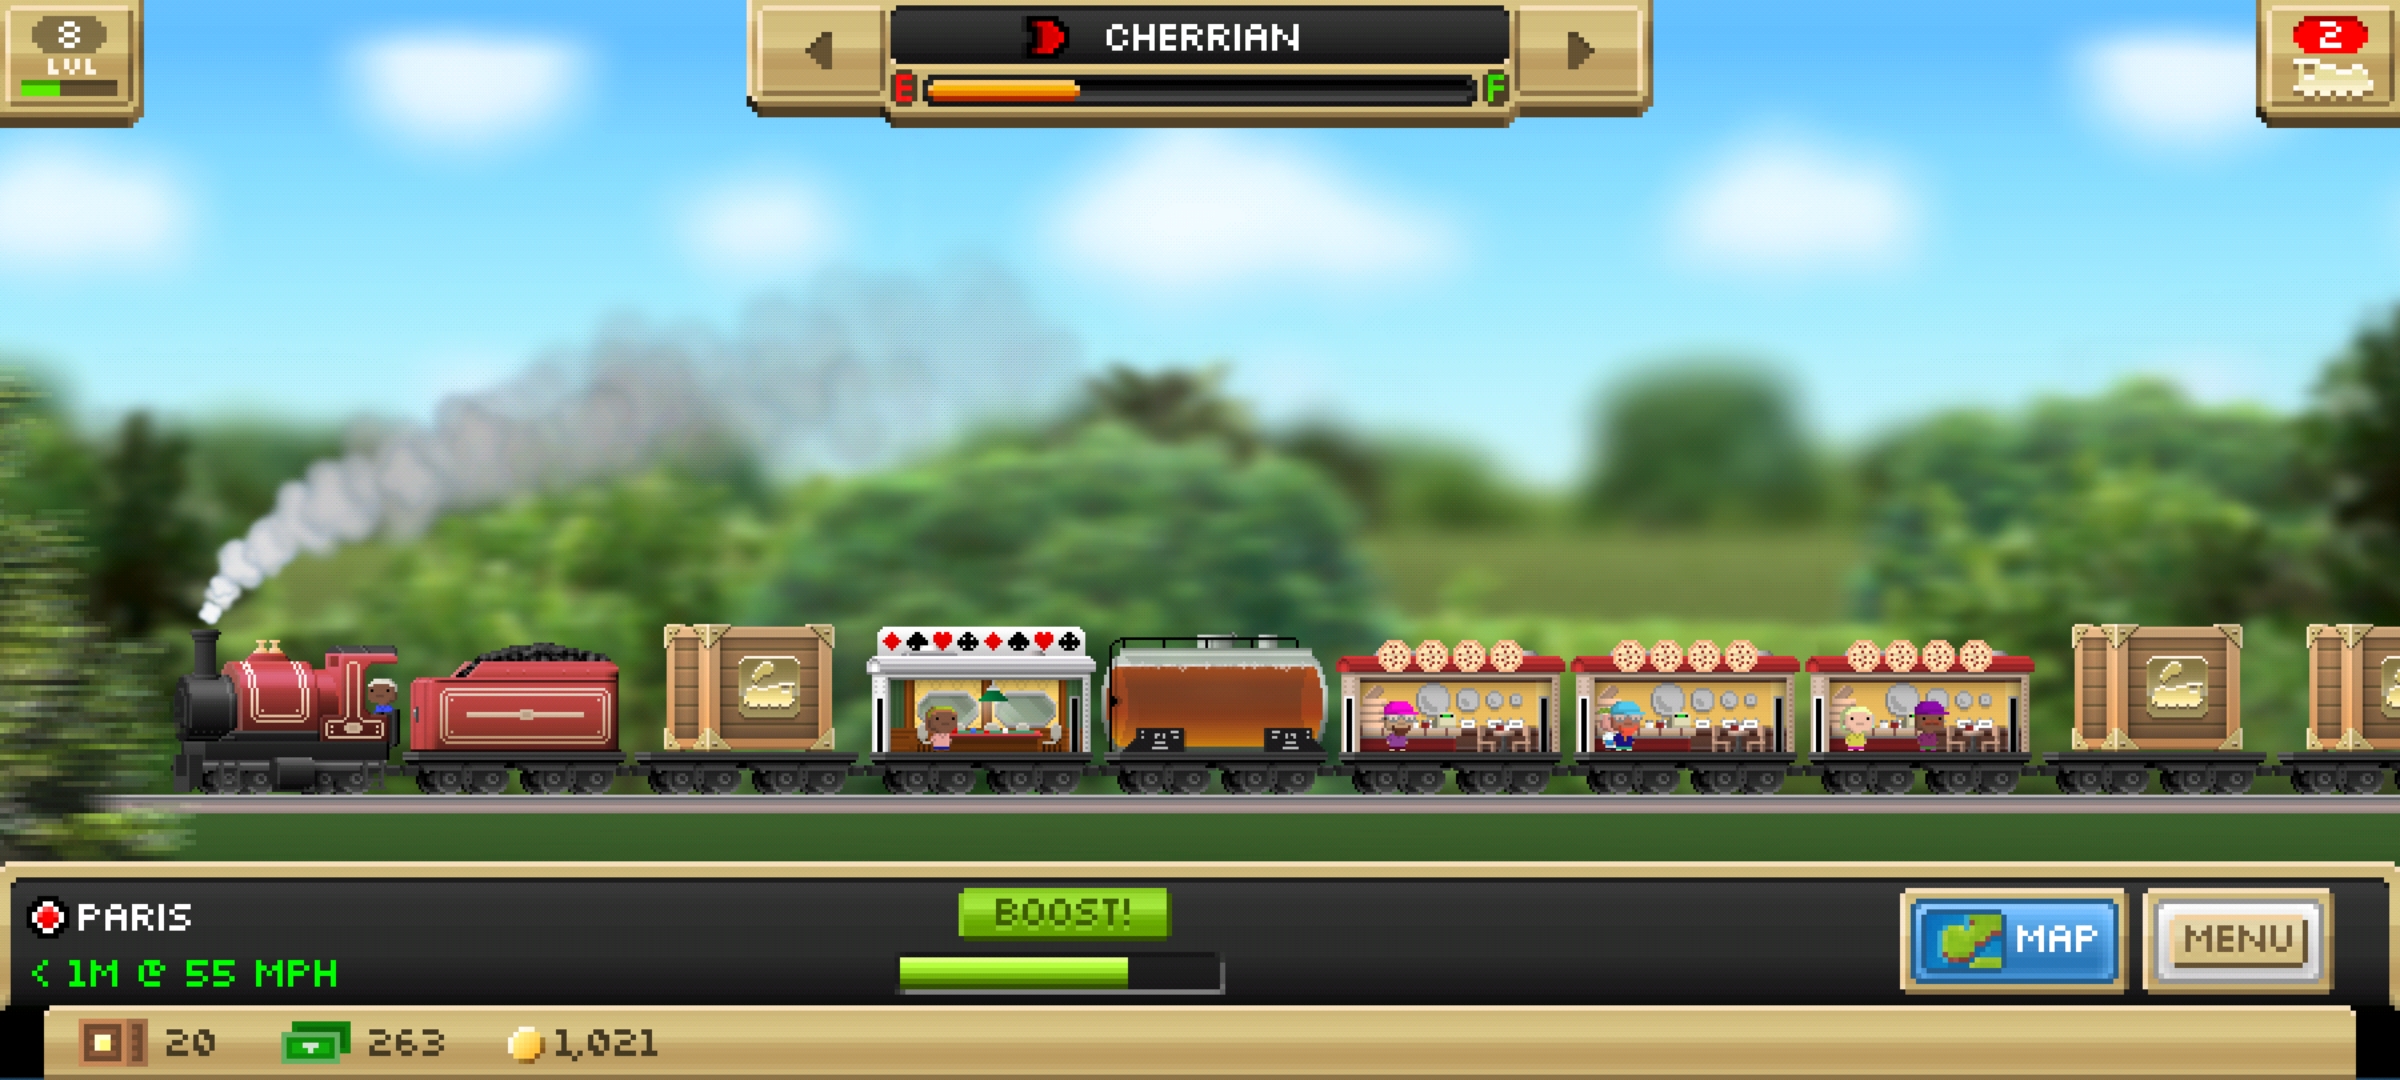 8
LVL
CHERRIAN
E F
2
PARIS
< 1M @ 55 MPH
BOOST!
MAP
MENU
20
263
1,021